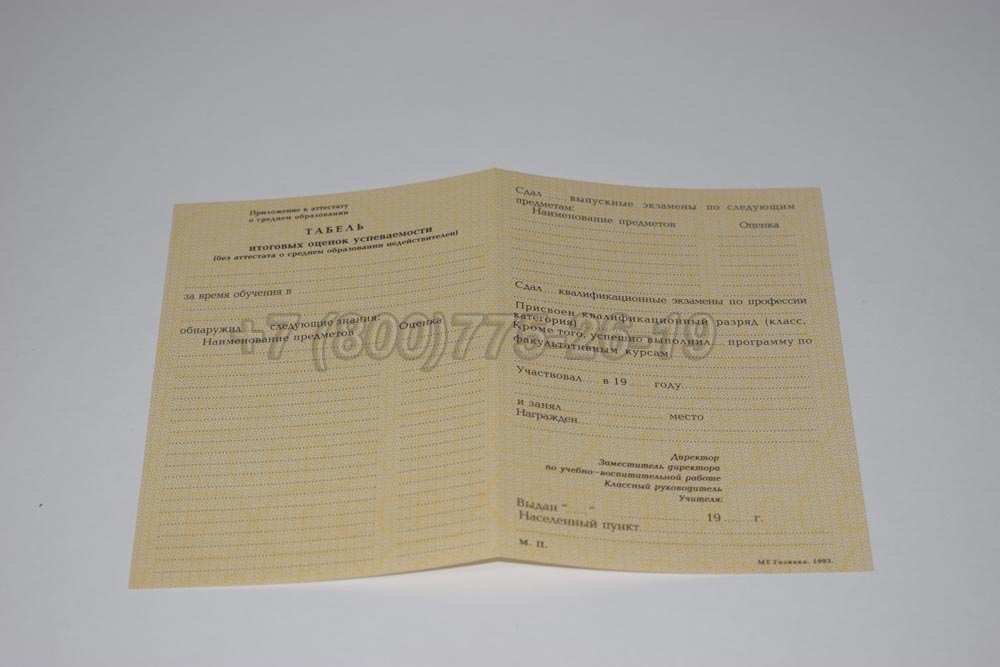 Приложение к аттестату
о среднем образовании
ТАБЕЛЬ
итоговых оценок успеваемости
(без аттестата о среднем образовании недействителен)
за время обучения в
обнаружил ...... следующие знания:
Наименование предметов
Оценка
Сдал ...... выпускные экзамены по следующим
предметам:
Наименование предметов
Оценка
Сдал ... квалификационные экзамены по профессии
Присвоен квалификационный разряд (класс,
категория)
Кроме того, успешно выполнил ... программу по
факультативным курсам
Участвовал .... в 19 ...... году
и занял ...... место
Награжден
Директор
Заместитель директора
по учебно-воспитательной работе
Классный руководитель
Учителя:
Выдан "......" ...... 19 ...... г.
Населенный пункт
М. П.
МТ Гознака. 1993.
+7 (800)775-26-19